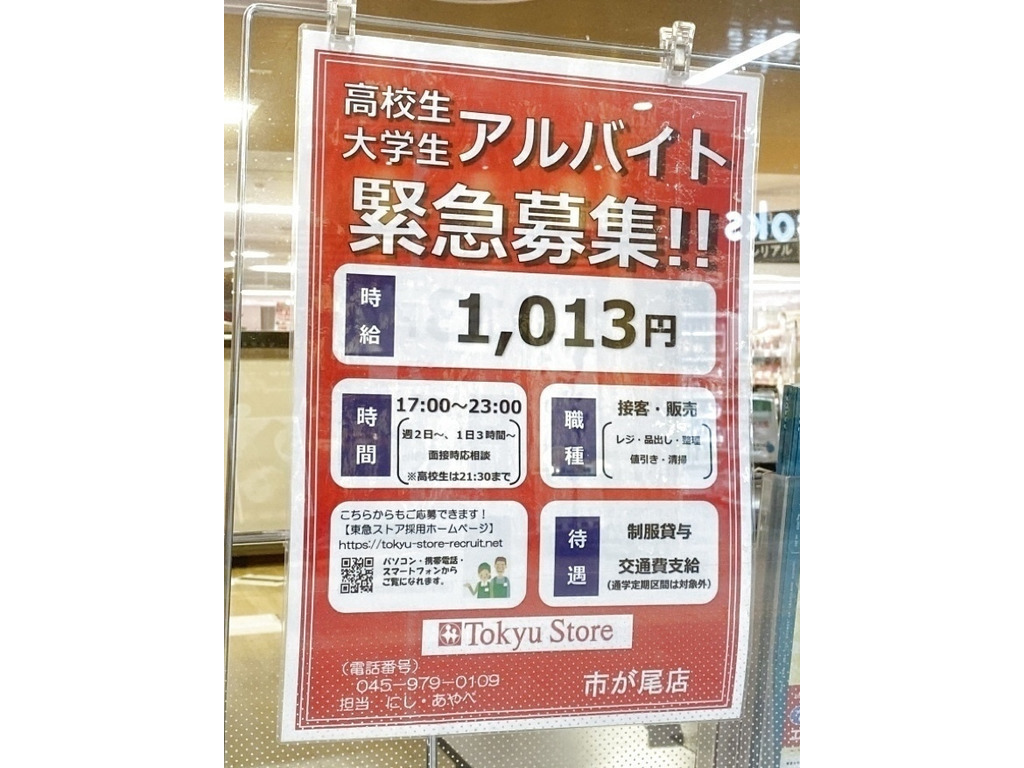 高校生
大学生
アルバイト
緊急募集!!
時給
1,013円
時間
17:00～23:00
週2日～、1日3時間～
面接時応相談
※高校生は21:30まで
職種
接客・販売
レジ・品出し・整理
値引き・清掃
こちらからもご応募できます！
【東急ストア採用ホームページ】
https://tokyu-store-recruit.net
パソコン・携帯電話・
スマートフォンから
ご覧になれます。
待遇
制服貸与
交通費支給
(通学定期区間は対象外)
Tokyu Store
（電話番号）
045-979-0109
担当 にし・あやべ
市が尾店